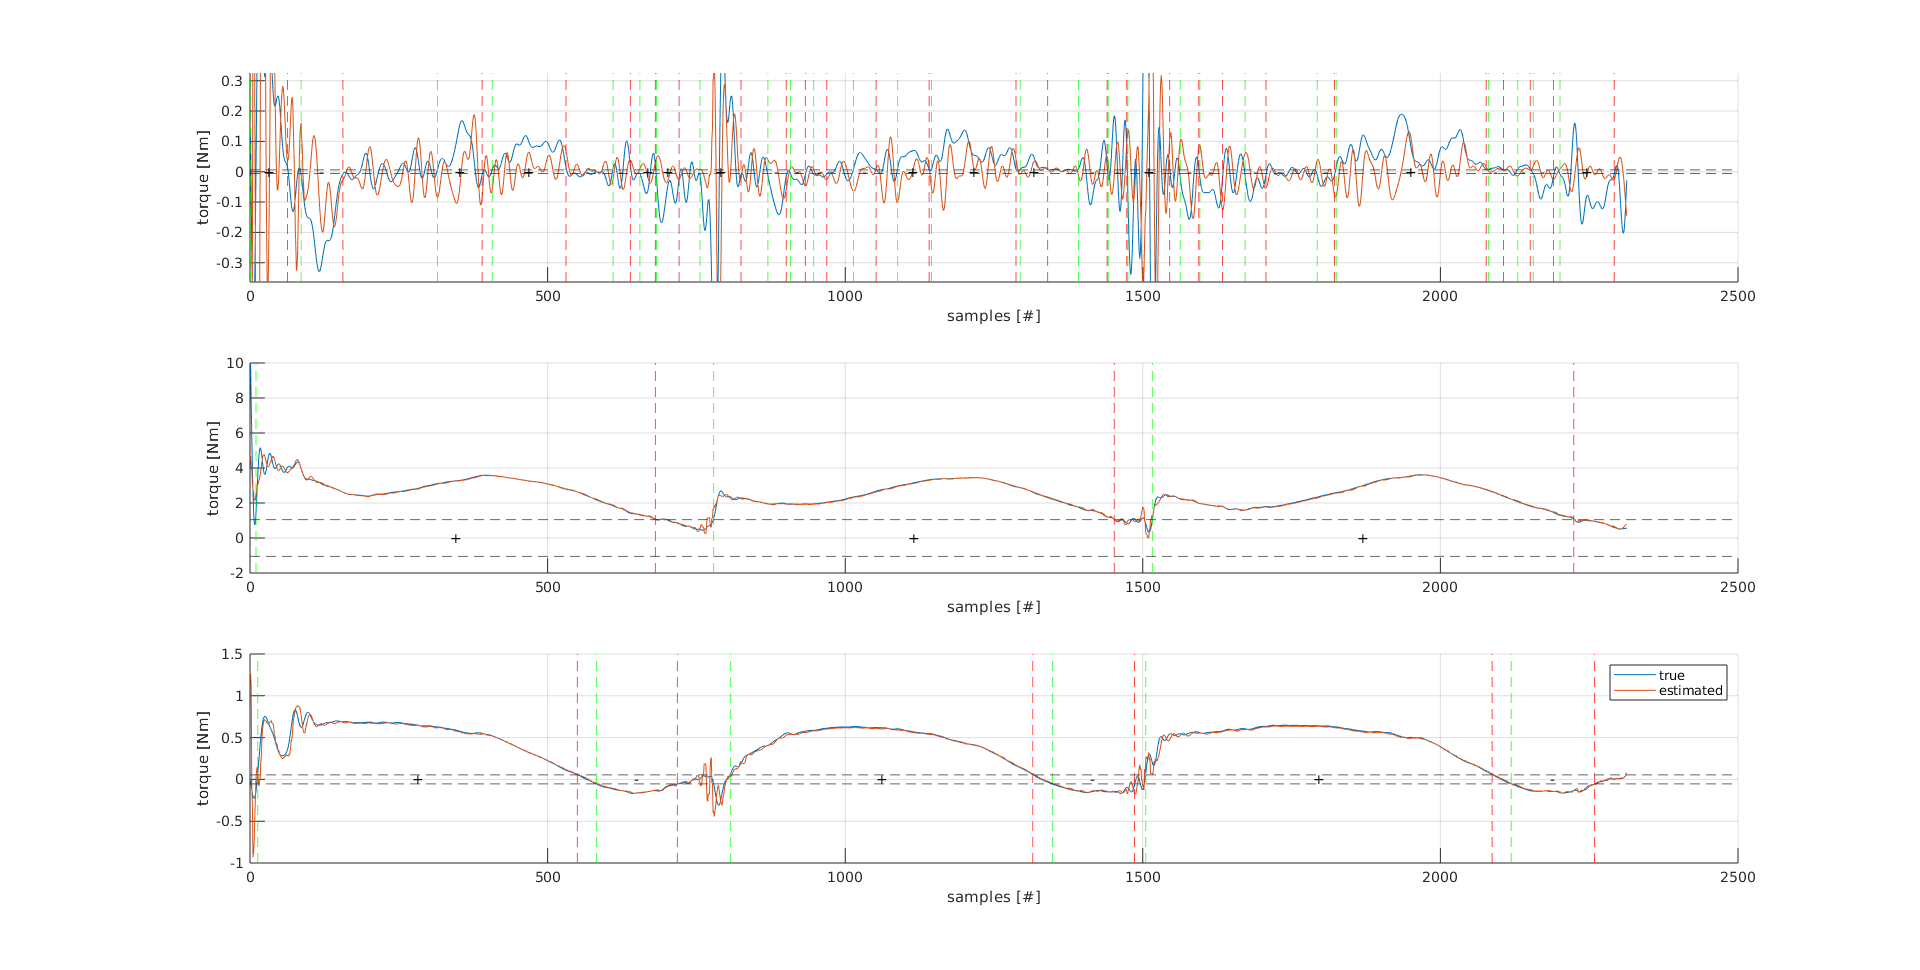 0.3
0.2
0.1
0
-0.1
-0.2
-0.3
torque [Nm]
0 500 1000 1500 2000 2500
samples [#]
10
8
6
4
2
0
-2
torque [Nm]
+ + +
0 500 1000 1500 2000 2500
samples [#]
1.5
1
0.5
0
-0.5
-1
torque [Nm]
+ - + - + -
true
estimated
0 500 1000 1500 2000 2500
samples [#]